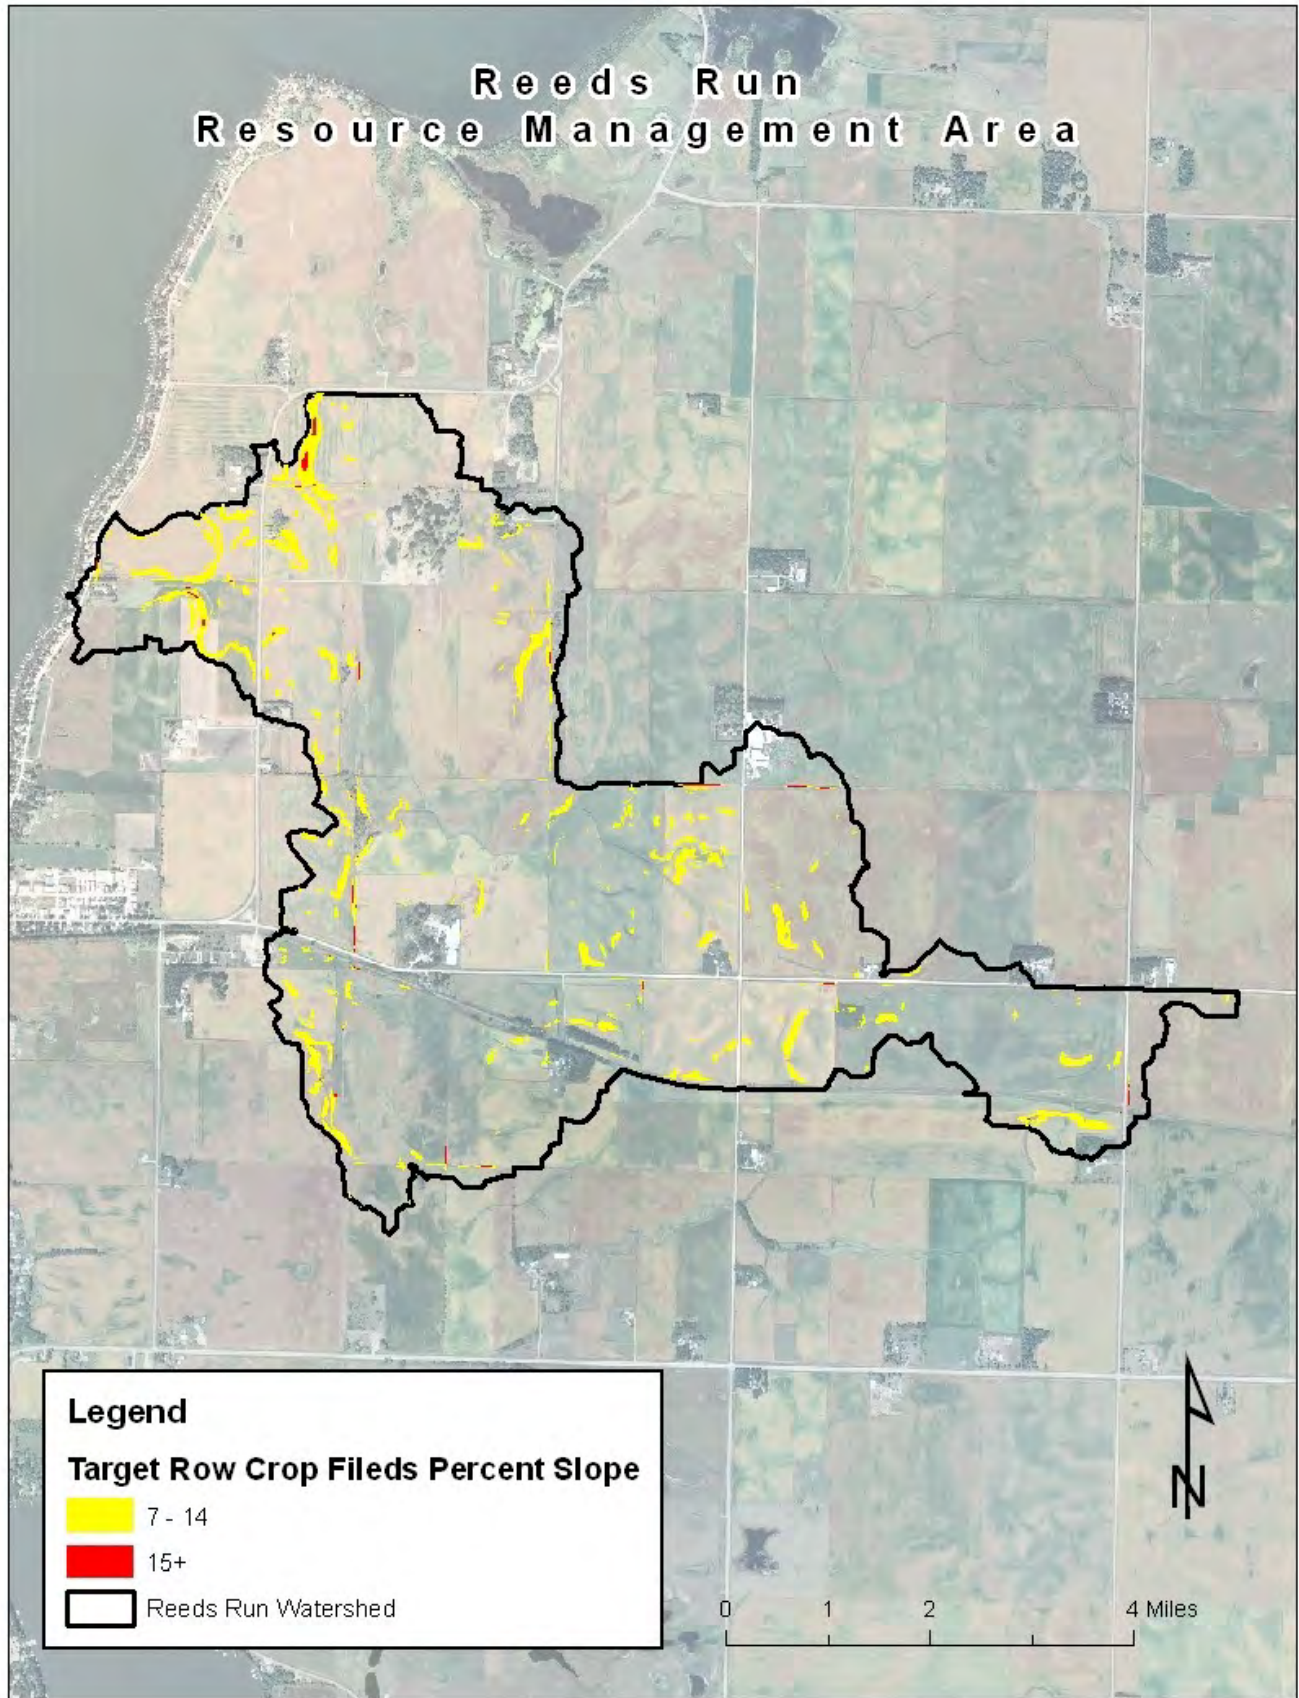 Reeds Run
Resource Management Area
Legend
Target Row Crop Fileds Percent Slope
7 - 14
15+
Reeds Run Watershed
N
0 1 2 4 Miles